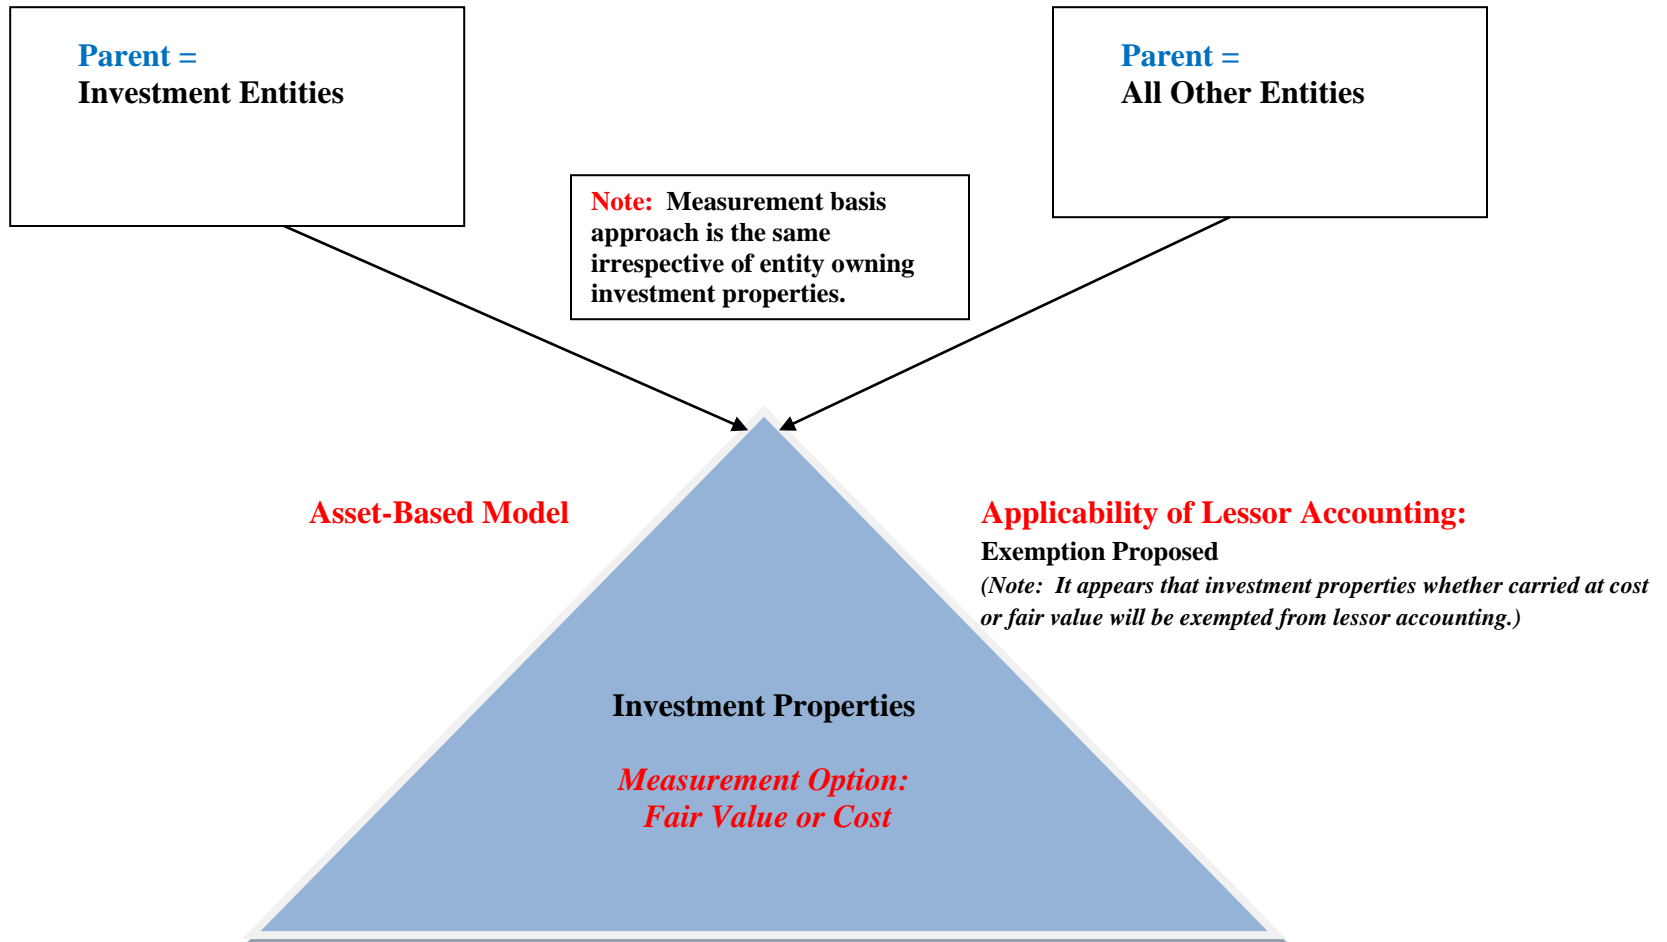 Parent =
Investment Entities
Parent =
All Other Entities
Note:  Measurement basis
approach is the same
irrespective of entity owning
investment properties.
Asset-Based Model
Applicability of Lessor Accounting:
Exemption Proposed
(Note:  It appears that investment properties whether carried at cost
or fair value will be exempted from lessor accounting.)
Investment Properties
Measurement Option:
Fair Value or Cost